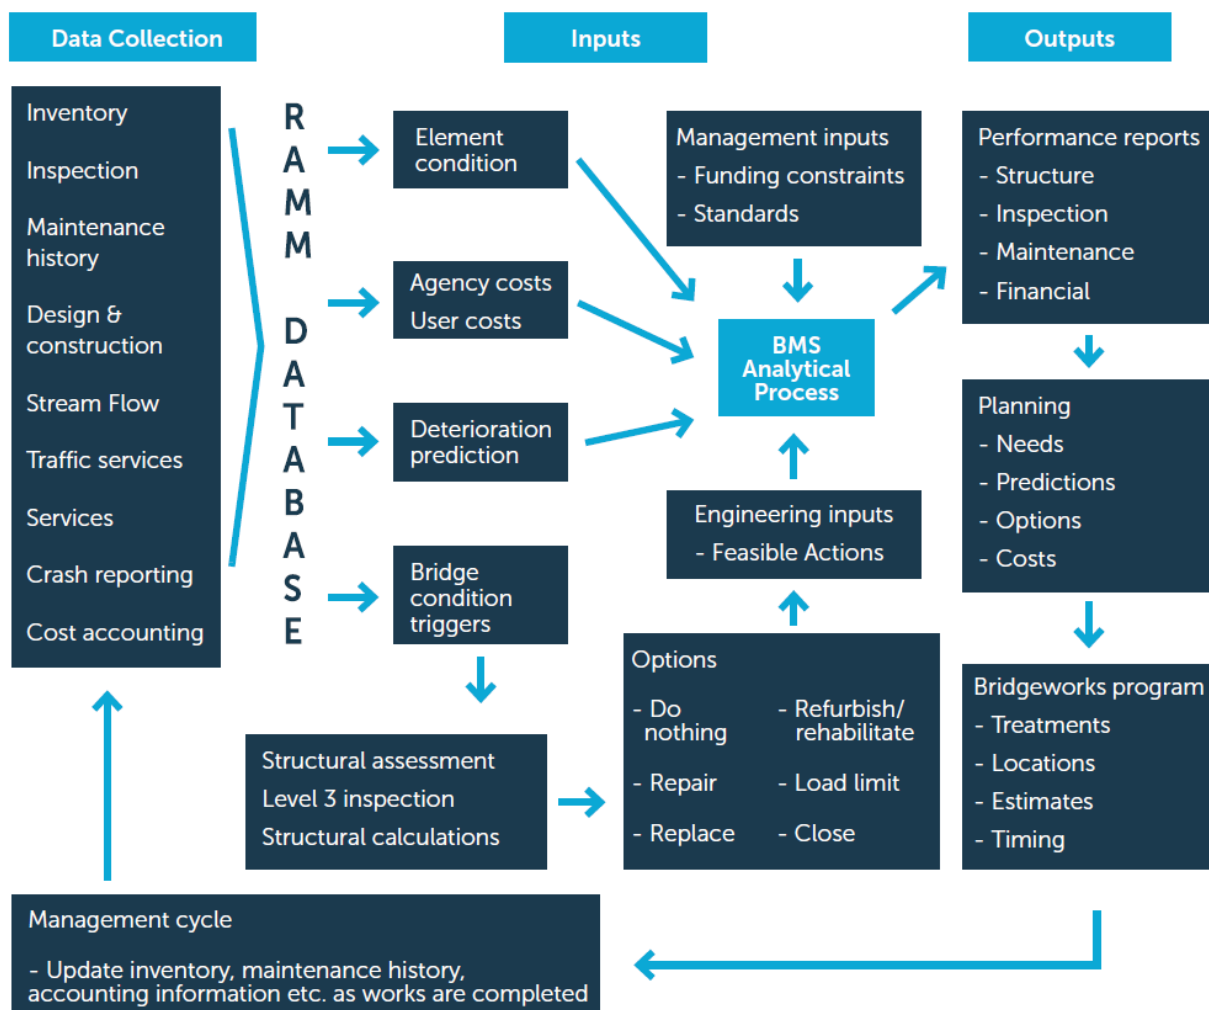 Data Collection
Inputs
Outputs
Inventory
Inspection
Maintenance
history
Design &
construction
Stream Flow
Traffic services
Services
Crash reporting
Cost accounting
RAMM DATABASE
Element
condition
Agency costs
User costs
Deterioration
prediction
Bridge
condition
triggers
Structural assessment
Level 3 inspection
Structural calculations
Management inputs
- Funding constraints
- Standards
BMS
Analytical
Process
Engineering inputs
- Feasible Actions
Options
- Do
nothing
- Repair
- Replace
- Refurbish/
rehabilitate
- Load limit
- Close
Performance reports
- Structure
- Inspection
- Maintenance
- Financial
Planning
- Needs
- Predictions
- Options
- Costs
Bridgeworks program
- Treatments
- Locations
- Estimates
- Timing
Management cycle
- Update inventory, maintenance history,
accounting information etc. as works are completed